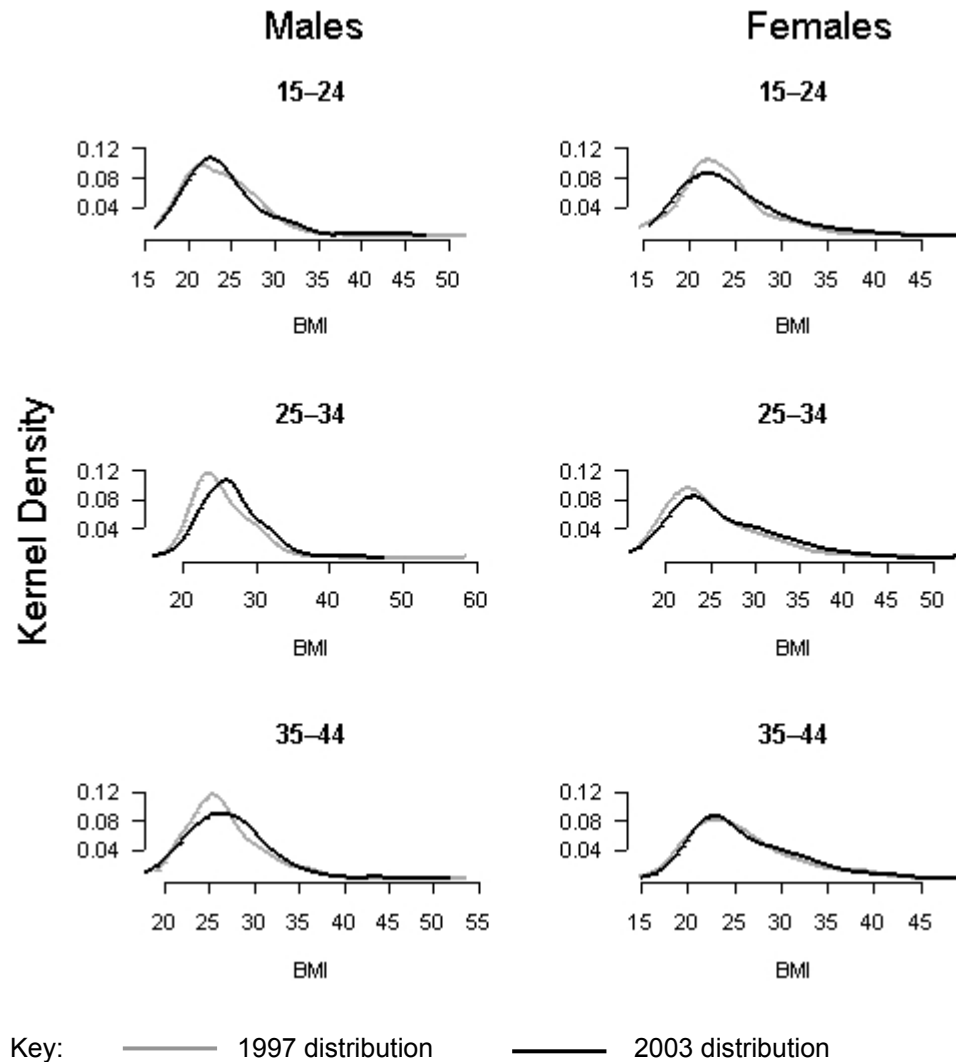 Males Females
15–24 15–24
0.12 0.12
0.08 0.08
0.04 0.04
15 20 25 30 35 40 45 50 15 20 25 30 35 40 45
BMI BMI
Kernel Density
25–34 25–34
0.12 0.12
0.08 0.08
0.04 0.04
20 30 40 50 60 20 25 30 35 40 45 50
BMI BMI
35–44 35–44
0.12 0.12
0.08 0.08
0.04 0.04
20 25 30 35 40 45 50 55 15 20 25 30 35 40 45
BMI BMI
Key: 1997 distribution 2003 distribution